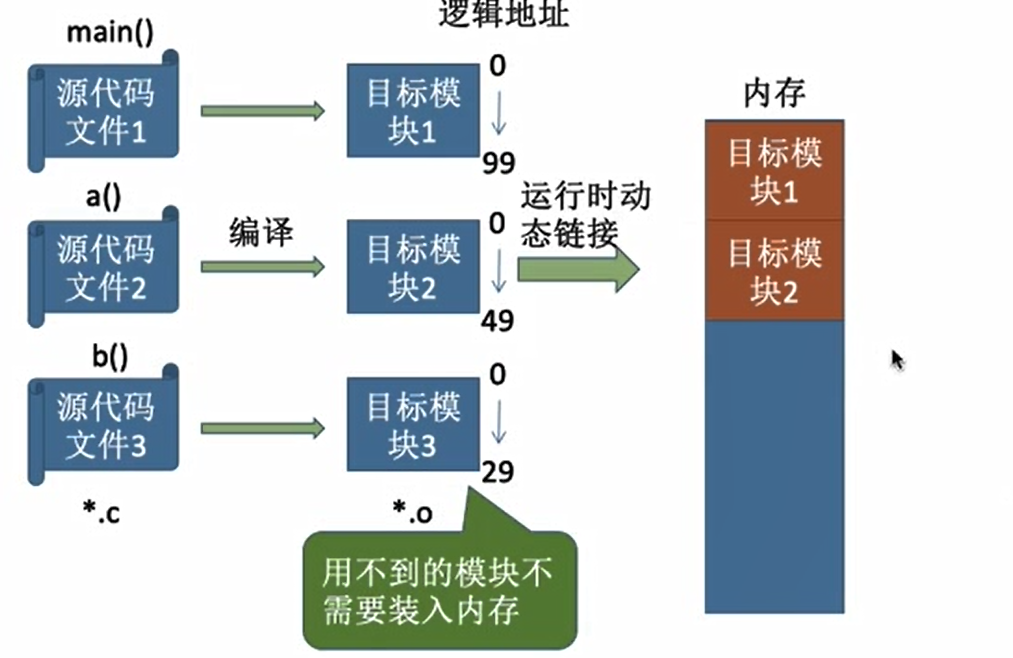 逻辑地址
main()
源代码
文件1
目标模
块1
0
99
内存
目标模
块1
a()
源代码
文件2
编译
目标模
块2
0
49
运行时动
态链接
目标模
块2
b()
源代码
文件3
目标模
块3
0
29
*.c
*.o
用不到的模块不
需要装入内存